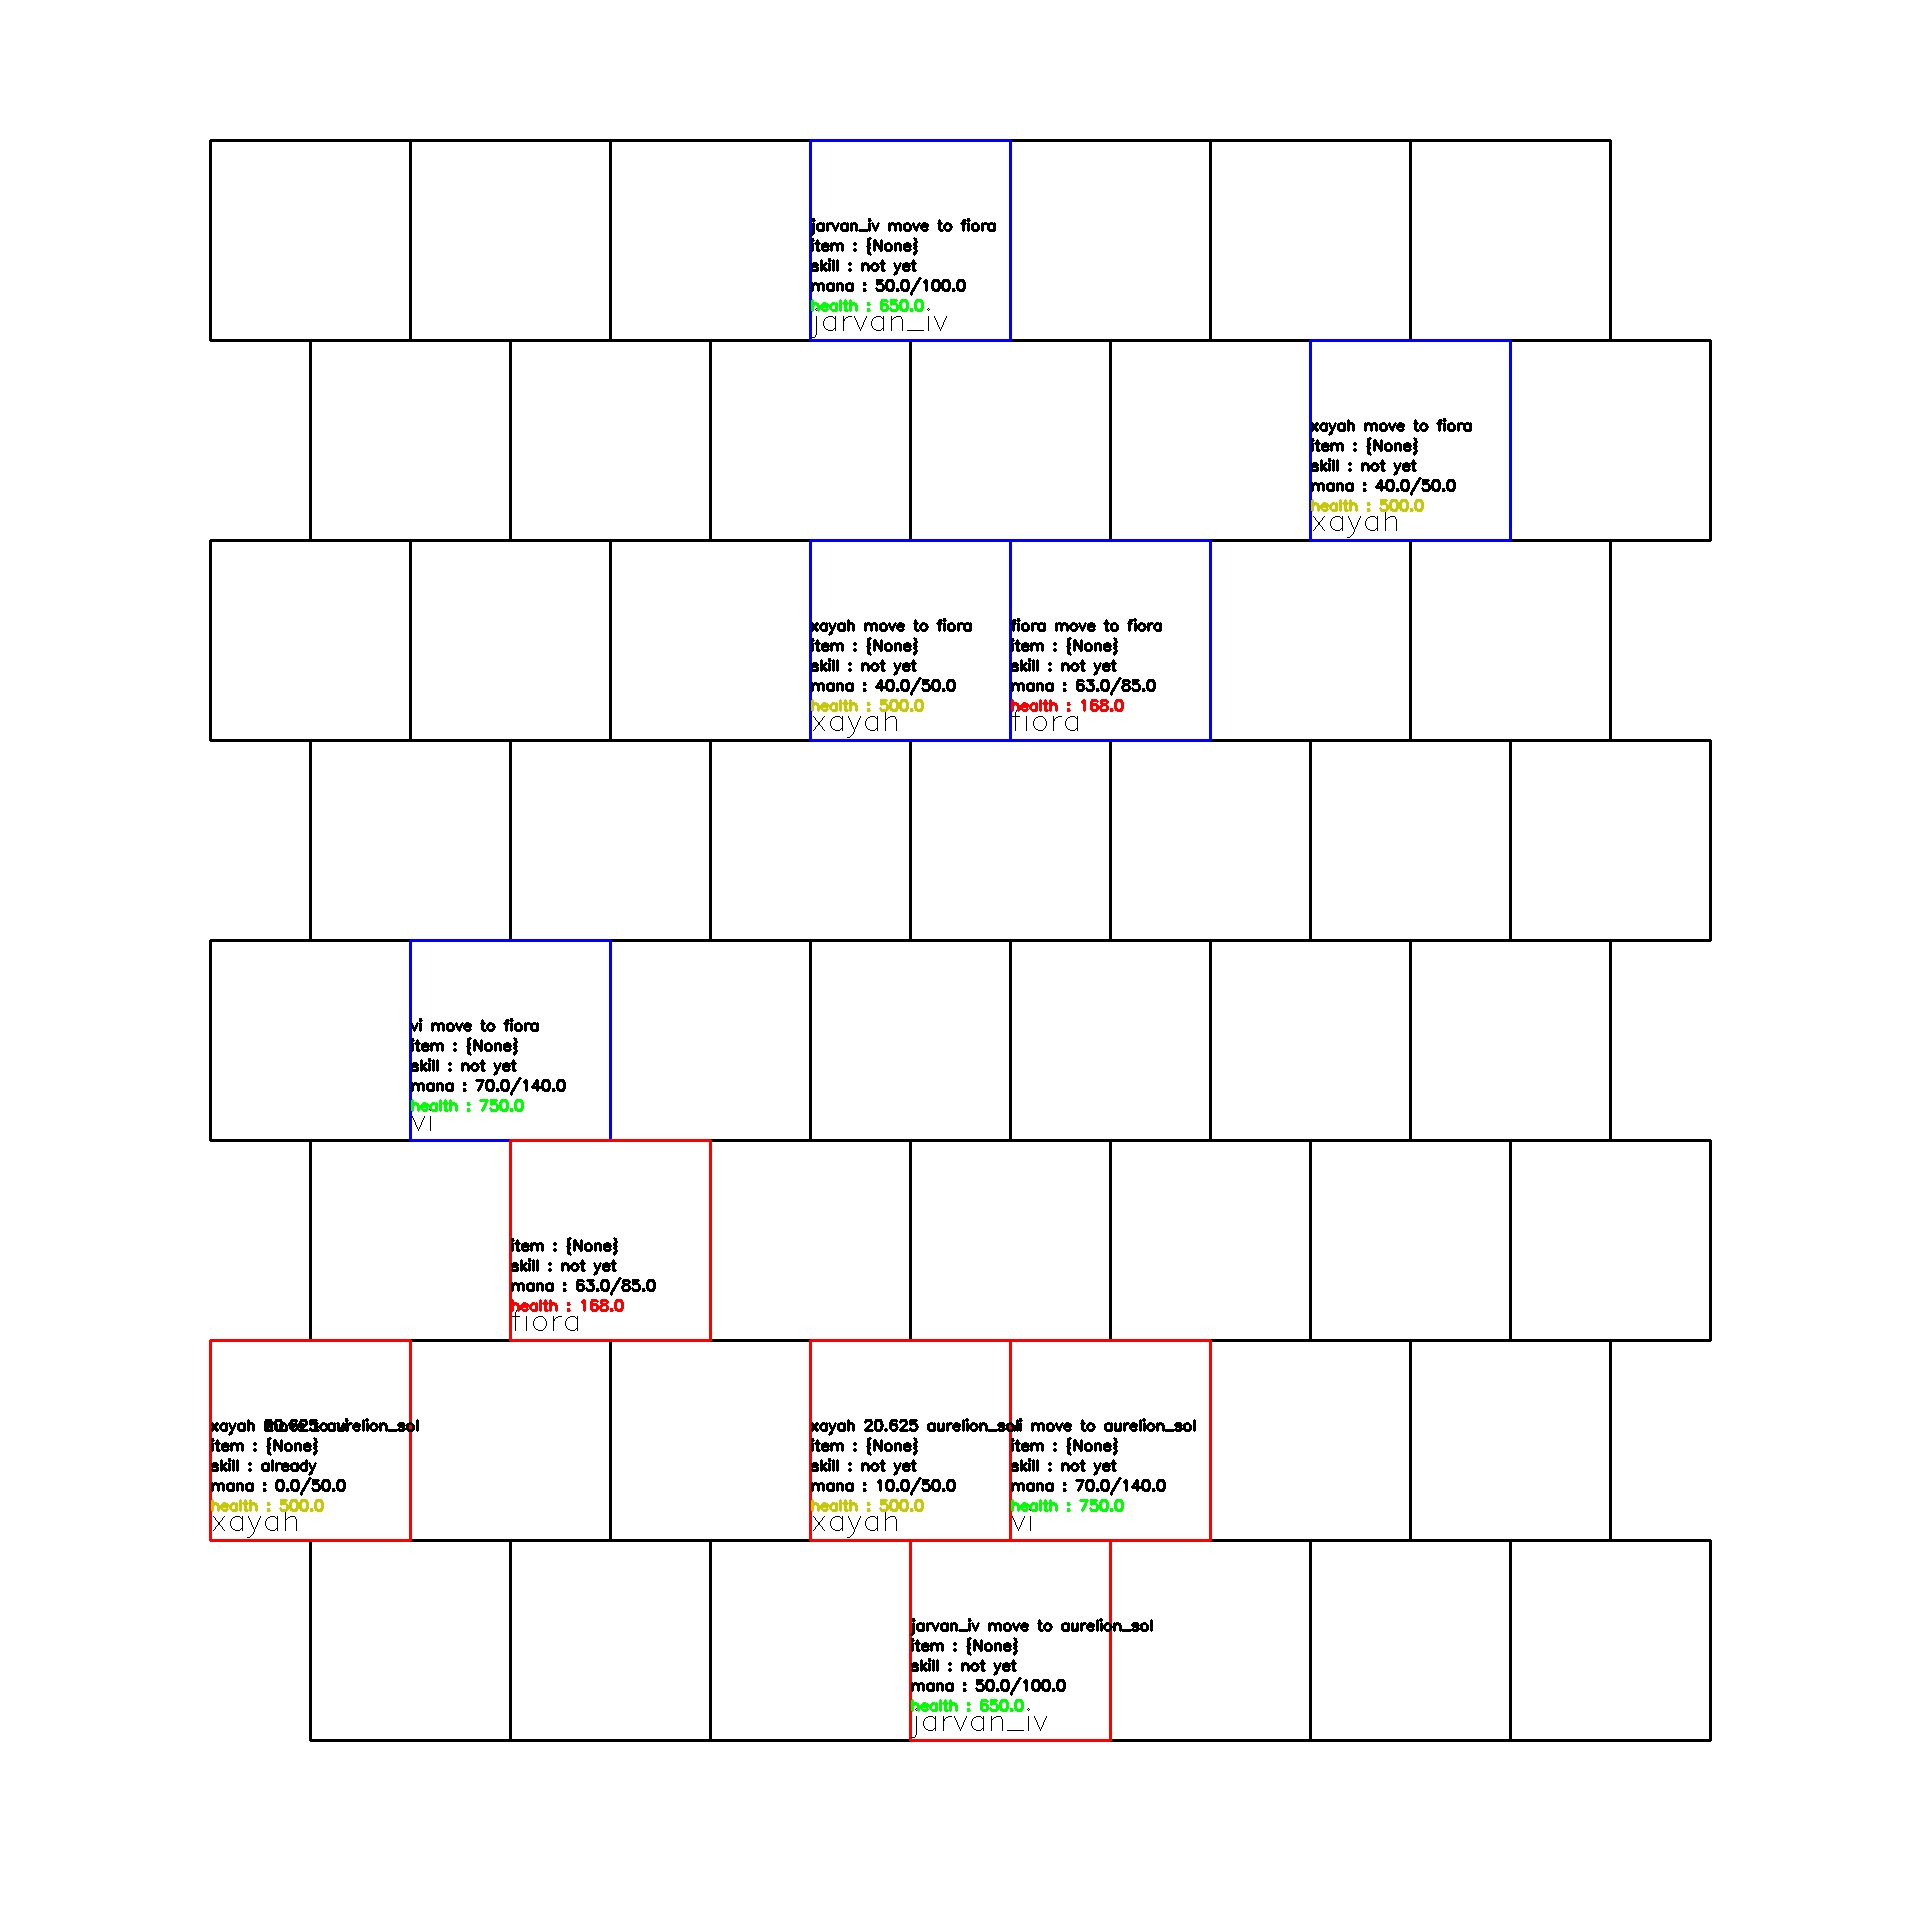 jarvan_iv move to fiora
item : {None}
skill : not yet
mana : 50.0/100.0
health : 650.0
jarvan_iv
xayah move to fiora
item : {None}
skill : not yet
mana : 40.0/50.0
health : 500.0
xayah
xayah move to fiora
item : {None}
skill : not yet
mana : 40.0/50.0
health : 500.0
xayah
fiora move to fiora
item : {None}
skill : not yet
mana : 63.0/85.0
health : 168.0
fiora
vi move to fiora
item : {None}
skill : not yet
mana : 70.0/140.0
health : 750.0
vi
item : {None}
skill : not yet
mana : 63.0/85.0
health : 168.0
fiora
xayah aurelion_sol
item : {None}
skill : already
mana : 0.0/50.0
health : 500.0
xayah
xayah 20.625 aurelion_sol
item : {None}
skill : not yet
mana : 10.0/50.0
health : 500.0
xayah
vi move to aurelion_sol
item : {None}
skill : not yet
mana : 70.0/140.0
health : 750.0
vi
jarvan_iv move to aurelion_sol
item : {None}
skill : not yet
mana : 50.0/100.0
health : 650.0
jarvan_iv